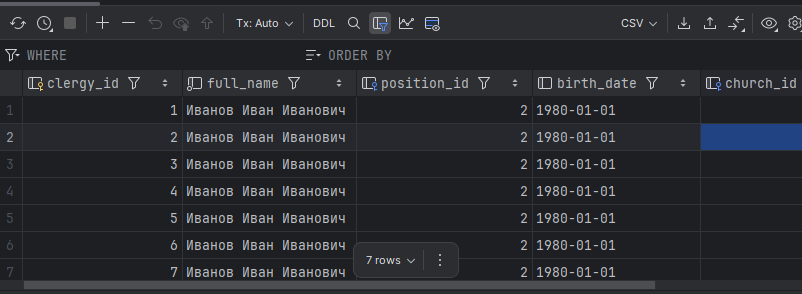 Tx: Auto DDL CSV
WHERE ORDER BY
clergy_id full_name position_id birth_date church_id
1 1 Иванов Иван Иванович 2 1980-01-01
2 2 Иванов Иван Иванович 2 1980-01-01
3 3 Иванов Иван Иванович 2 1980-01-01
4 4 Иванов Иван Иванович 2 1980-01-01
5 5 Иванов Иван Иванович 2 1980-01-01
6 6 Иванов Иван Иванович 2 1980-01-01
7 7 Иванов Иван Иванович 2 1980-01-01
7 rows